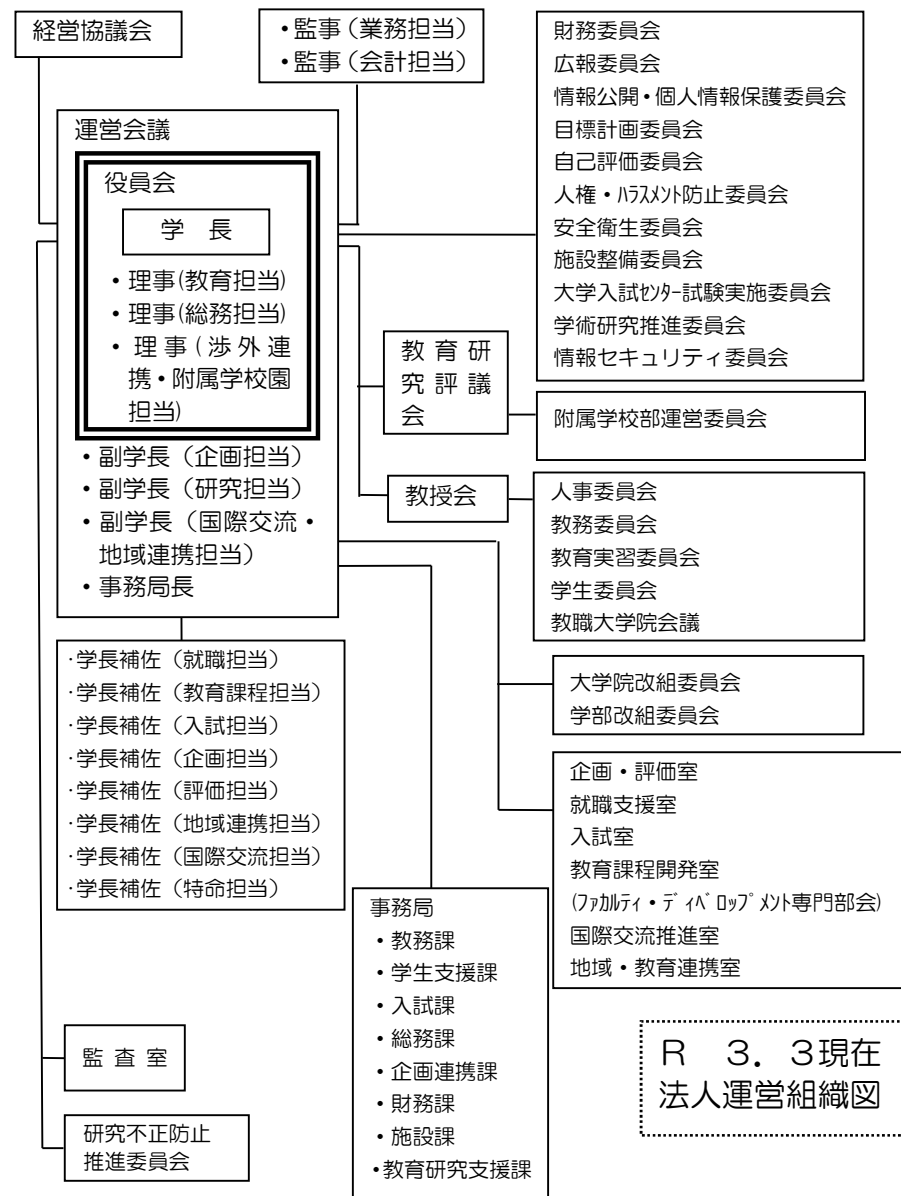 経営協議会
・監事(業務担当)
・監事(会計担当)
運営会議
役員会
学 長
・理事(教育担当)
・理事(総務担当)
・理事(渉外連
携・附属学校園
担当)
・副学長(企画担当)
・副学長(研究担当)
・副学長(国際交流・
地域連携担当)
・事務局長
・学長補佐(就職担当)
・学長補佐(教育課程担当)
・学長補佐(入試担当)
・学長補佐(企画担当)
・学長補佐(評価担当)
・学長補佐(地域連携担当)
・学長補佐(国際交流担当)
・学長補佐(特命担当)
監 査 室
研究不正防止
推進委員会
財務委員会
広報委員会
情報公開・個人情報保護委員会
目標計画委員会
自己評価委員会
人権・ハラスメント防止委員会
安全衛生委員会
施設整備委員会
大学入試センター試験実施委員会
学術研究推進委員会
情報セキュリティ委員会
教育研
究評議
会
附属学校部運営委員会
教授会
人事委員会
教務委員会
教育実習委員会
学生委員会
教職大学院会議
大学院改組委員会
学部改組委員会
企画・評価室
就職支援室
入試室
教育課程開発室
(ファカルティ・ディベロップメント専門部会)
国際交流推進室
地域・教育連携室
事務局
・教務課
・学生支援課
・入試課
・総務課
・企画連携課
・財務課
・施設課
・教育研究支援課
R 3.3現在
法人運営組織図